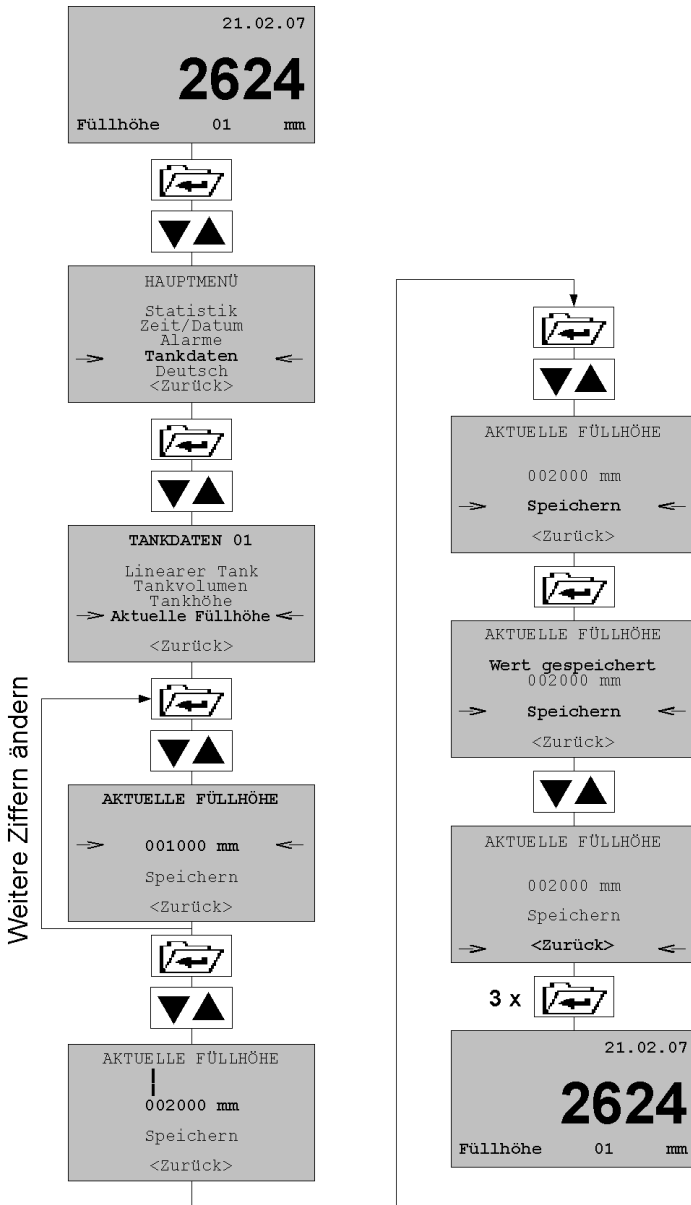 21.02.07
2624
Füllhöhe 01 mm
HAUPTMENÜ
Statistik
Zeit/Datum
Alarme
Tankdaten
Deutsch
<Zurück>
TANKDATEN 01
Linearer Tank
Tankvolumen
Tankhöhe
Aktuelle Füllhöhe
<Zurück>
Weitere Ziffern ändern
AKTUELLE FÜLLHÖHE
001000 mm
Speichern
<Zurück>
AKTUELLE FÜLLHÖHE
002000 mm
Speichern
<Zurück>
AKTUELLE FÜLLHÖHE
002000 mm
Speichern
<Zurück>
AKTUELLE FÜLLHÖHE
Wert gespeichert
002000 mm
Speichern
<Zurück>
AKTUELLE FÜLLHÖHE
002000 mm
Speichern
<Zurück>
3 x
21.02.07
2624
Füllhöhe 01 mm